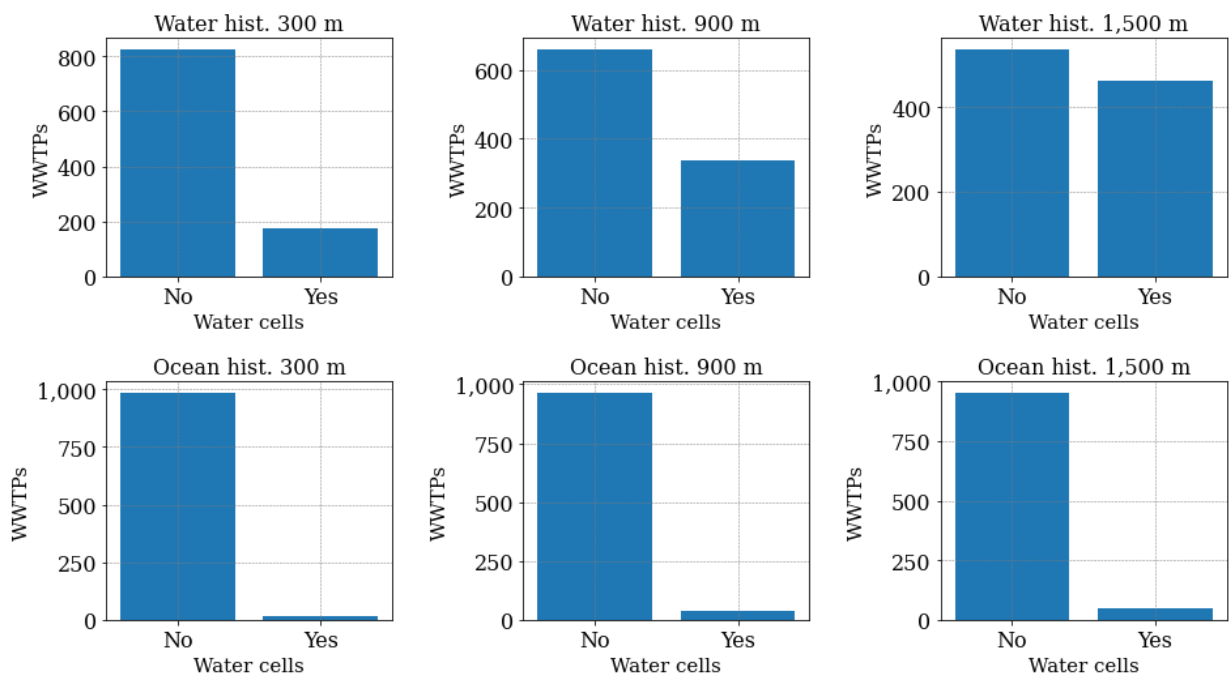 Water hist. 300 m
WWTPs
800
600
400
200
0
No Yes
Water cells
Water hist. 900 m
WWTPs
600
400
200
0
No Yes
Water cells
Water hist. 1,500 m
WWTPs
400
200
0
No Yes
Water cells
Ocean hist. 300 m
WWTPs
1,000
750
500
250
0
No Yes
Water cells
Ocean hist. 900 m
WWTPs
1,000
750
500
250
0
No Yes
Water cells
Ocean hist. 1,500 m
WWTPs
1,000
750
500
250
0
No Yes
Water cells